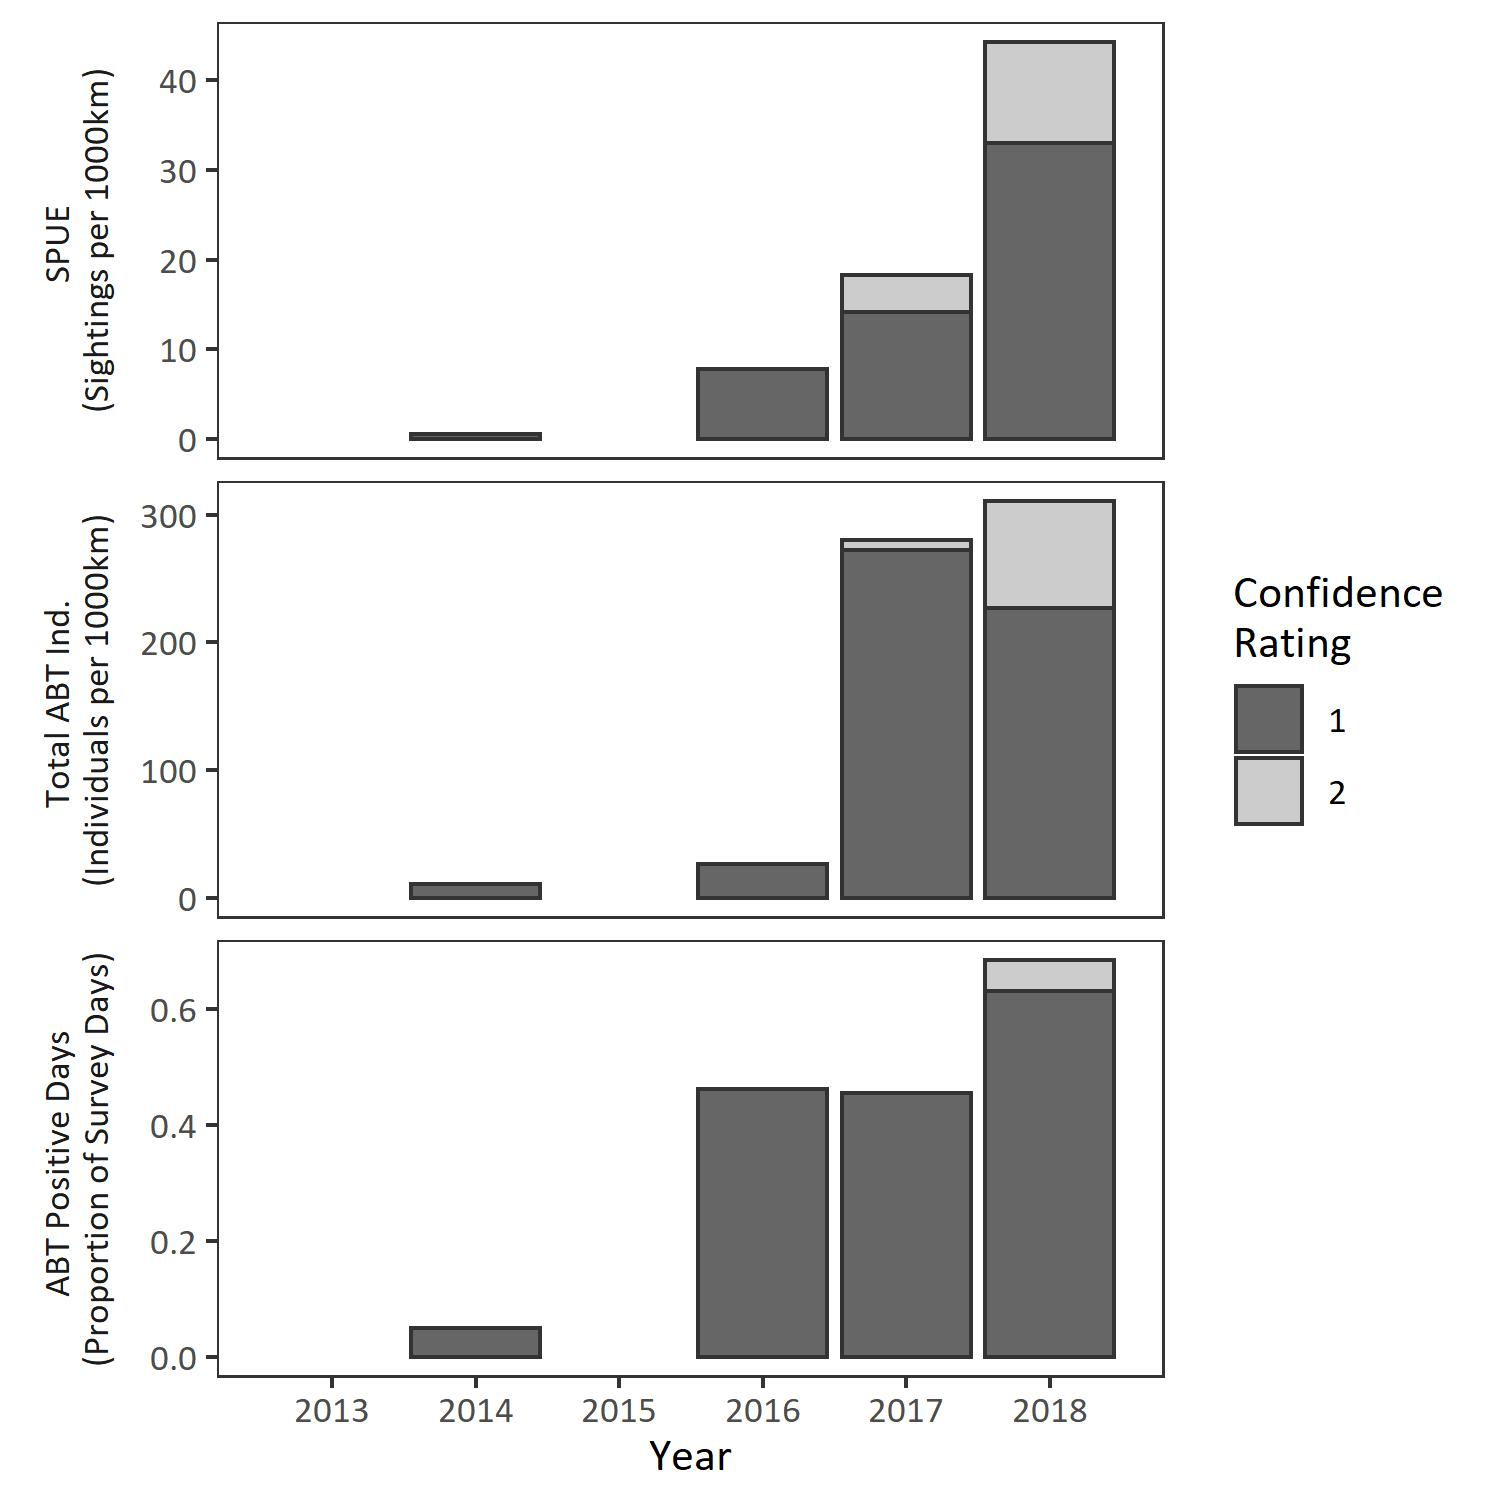 SPUE
(Sightings per 1000km)
40
30
20
10
0
Total ABT Ind.
(Individuals per 1000km)
300
200
100
0
ABT Positive Days
(Proportion of Survey Days)
0.6
0.4
0.2
0.0
2013 2014 2015 2016 2017 2018
Year
Confidence
Rating
1
2